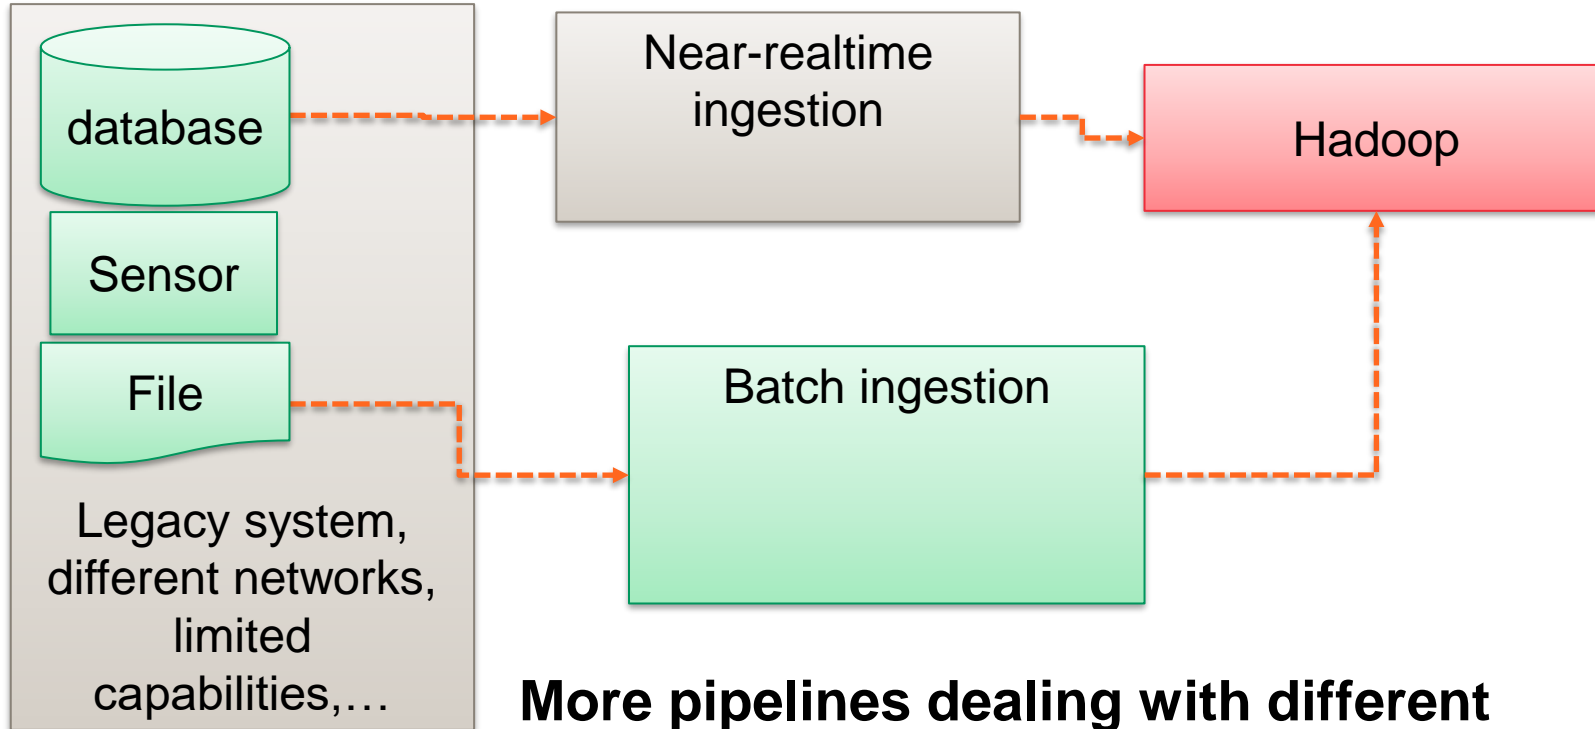 database
Sensor
File
Legacy system,
different networks,
limited
capabilities,…
Near-realtime
ingestion
Hadoop
Batch ingestion
More pipelines dealing with different